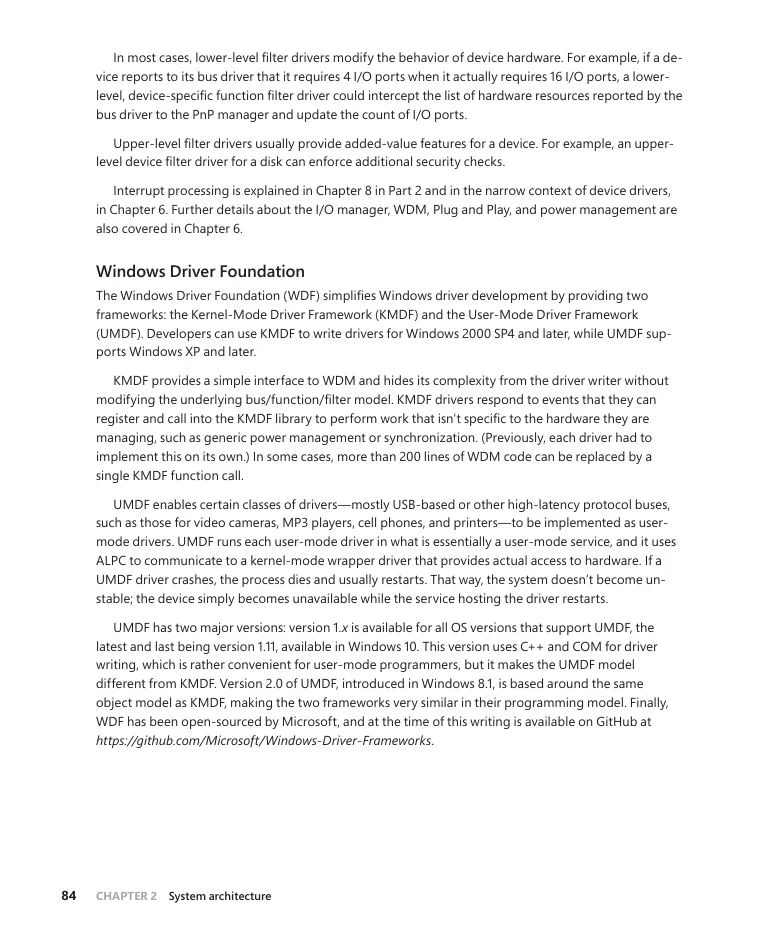 In most cases, lower-level filter drivers modify the behavior of device hardware. For example, if a de-
vice reports to its bus driver that it requires 4 I/O ports when it actually requires 16 I/O ports, a lower-
level, device-specific function filter driver could intercept the list of hardware resources reported by the
bus driver to the PnP manager and update the count of I/O ports.
Upper-level filter drivers usually provide added-value features for a device. For example, an upper-
level device filter driver for a disk can enforce additional security checks.
Interrupt processing is explained in Chapter 8 in Part 2 and in the narrow context of device drivers,
in Chapter 6. Further details about the I/O manager, WDM, Plug and Play, and power management are
also covered in Chapter 6.
Windows Driver Foundation
The Windows Driver Foundation (WDF) simplifies Windows driver development by providing two
frameworks: the Kernel-Mode Driver Framework (KMDF) and the User-Mode Driver Framework
(UMDF). Developers can use KMDF to write drivers for Windows 2000 SP4 and later, while UMDF sup-
ports Windows XP and later.
KMDF provides a simple interface to WDM and hides its complexity from the driver writer without
modifying the underlying bus/function/filter model. KMDF drivers respond to events that they can
register and call into the KMDF library to perform work that isn’t specific to the hardware they are
managing, such as generic power management or synchronization. (Previously, each driver had to
implement this on its own.) In some cases, more than 200 lines of WDM code can be replaced by a
single KMDF function call.
UMDF enables certain classes of drivers—mostly USB-based or other high-latency protocol buses,
such as those for video cameras, MP3 players, cell phones, and printers—to be implemented as user-
mode drivers. UMDF runs each user-mode driver in what is essentially a user-mode service, and it uses
ALPC to communicate to a kernel-mode wrapper driver that provides actual access to hardware. If a
UMDF driver crashes, the process dies and usually restarts. That way, the system doesn’t become un-
stable; the device simply becomes unavailable while the service hosting the driver restarts.
UMDF has two major versions: version 1.x is available for all OS versions that support UMDF, the
latest and last being version 1.11, available in Windows 10. This version uses C++ and COM for driver
writing, which is rather convenient for user-mode programmers, but it makes the UMDF model
different from KMDF. Version 2.0 of UMDF, introduced in Windows 8.1, is based around the same
object model as KMDF, making the two frameworks very similar in their programming model. Finally,
WDF has been open-sourced by Microsoft, and at the time of this writing is available on GitHub at
https://github.com/Microsoft/Windows-Driver-Frameworks.
84 CHAPTER 2 System architecture